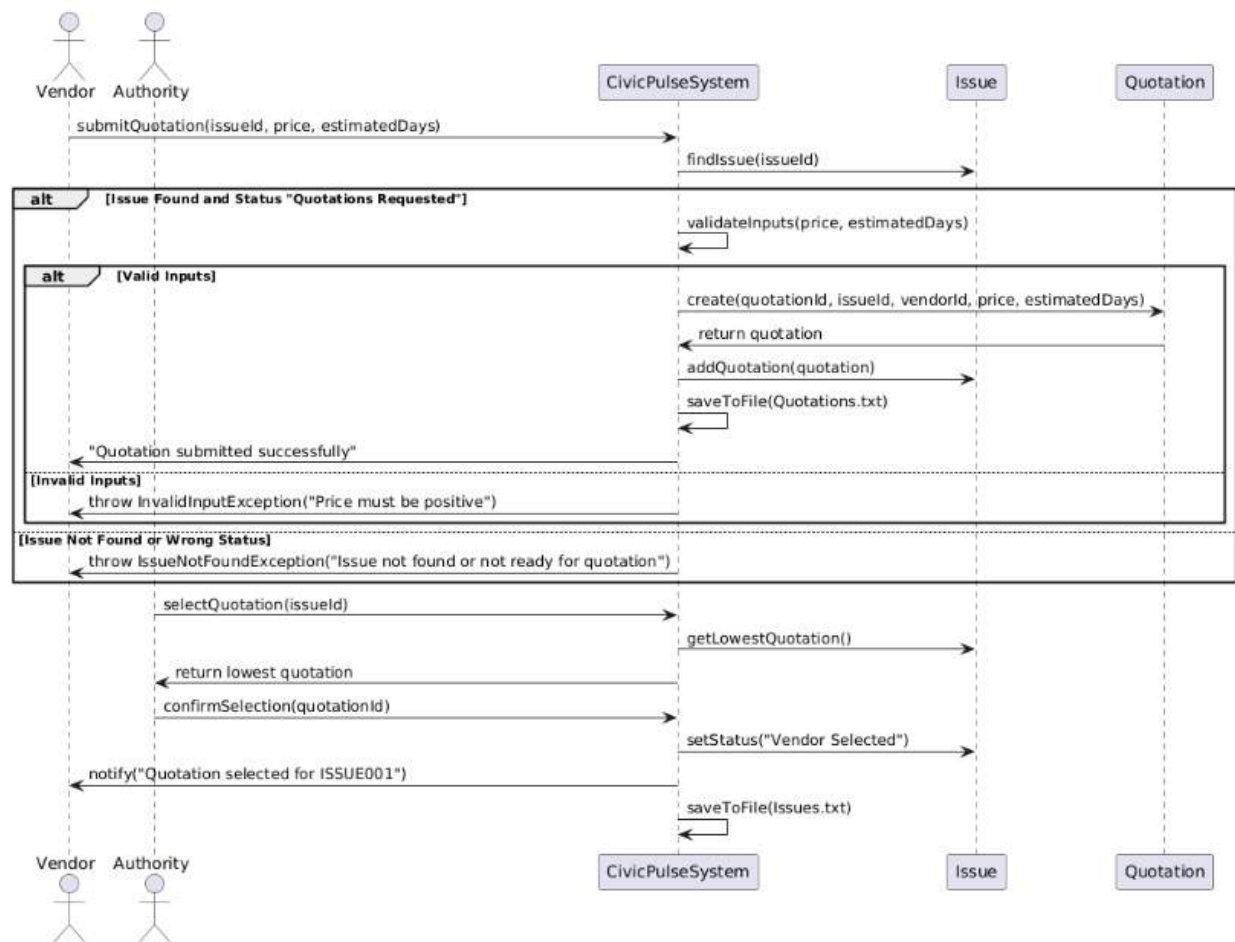 Vendor Authority CivicPulseSystem Issue Quotation
submitQuotation(issueId, price, estimatedDays)
findIssue(issueId)
alt [Issue Found and Status "Quotations Requested"]
validateInputs(price, estimatedDays)
alt [Valid Inputs]
create(quotationId, issueId, vendorId, price, estimatedDays)
return quotation
addQuotation(quotation)
saveToFile(Quotations.txt)
"Quotation submitted successfully"
[Invalid Inputs]
throw InvalidInputException("Price must be positive")
[Issue Not Found or Wrong Status]
throw IssueNotFoundException("Issue not found or not ready for quotation")
selectQuotation(issueId)
getLowestQuotation()
return lowest quotation
confirmSelection(quotationId)
setStatus("Vendor Selected")
notify("Quotation selected for ISSUE001")
saveToFile(Issues.txt)
Vendor Authority CivicPulseSystem Issue Quotation